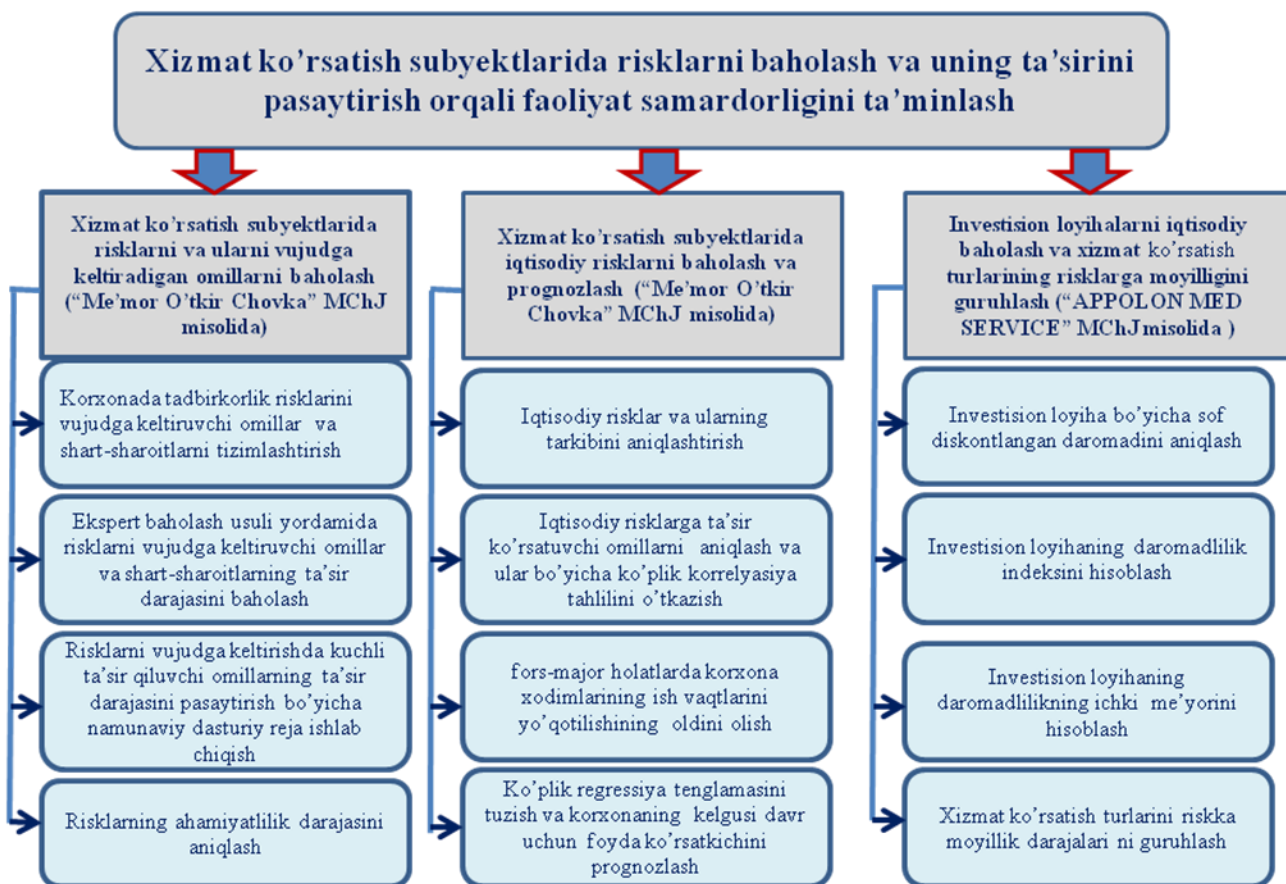 Xizmat ko'rsatish subyektlarida risklarni baholash va uning ta'sirini
pasaytirish orqali faoliyat samardorligini ta'minlash
Xizmat ko'rsatish subyektlarida
risklarni va ularni vujudga
keltiradigan omillarni baholash
("Me'mor O'tkir Chovka" MChJ
misolida)
Korxonada tadbirkorlik risklarini
vujudga keltiruvchi omillar va
shart-sharoitlarni tizimlashtirish
Ekspert baholash usuli yordamida
risklarni vujudga keltiruvchi omillar
va shart-sharoitlarning ta'sir
darajasini baholash
Risklarni vujudga keltirishda kuchli
ta'sir qiluvchi omillarning ta'sir
darajasini pasaytirish bo'yicha
namunaviy dasturiy reja ishlab
chiqish
Risklarning ahamiyatlilik darajasini
aniqlash
Xizmat ko'rsatish subyektlarida
iqtisodiy risklarni baholash va
prognozlash ("Me'mor O'tkir
Chovka" MChJ misolida)
Iqtisodiy risklar va ularning
tarkibini aniqlashtirish
Iqtisodiy risklarga ta'sir
ko'rsatuvchi omillarni aniqlash va
ular bo'yicha ko'plik korrelyasiya
tahlilini o'tkazish
fors-major holatlarda korxona
xodimlarining ish vaqtlarini
yo'qotilishining oldini olish
Ko'plik regressiya tenglamasini
tuzish va korxonaning kelgusi davr
uchun foyda ko'rsatkichini
prognozlash
Investision loyihalarni iqtisodiy
baholash va xizmat ko'rsatish
turlarining risklarga moyilligini
guruhlash ("APPOLON MED
SERVICE" MChJmisolida )
Investision loyiha bo'yicha sof
diskontlangan daromadini aniqlash
Investision loyihaning daromadlilik
indeksini hisoblash
Investision loyihaning
daromadlilikning ichki me'yorini
hisoblash
Xizmat ko'rsatish turlarini riskka
moyillik darajalari ni guruhlash